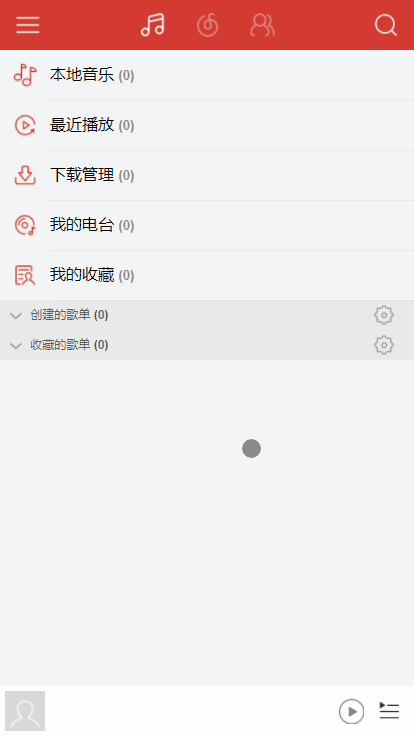 本地音乐 (0)
最近播放 (0)
下载管理 (0)
我的电台 (0)
我的收藏 (0)
创建的歌单 (0)
收藏的歌单 (0)